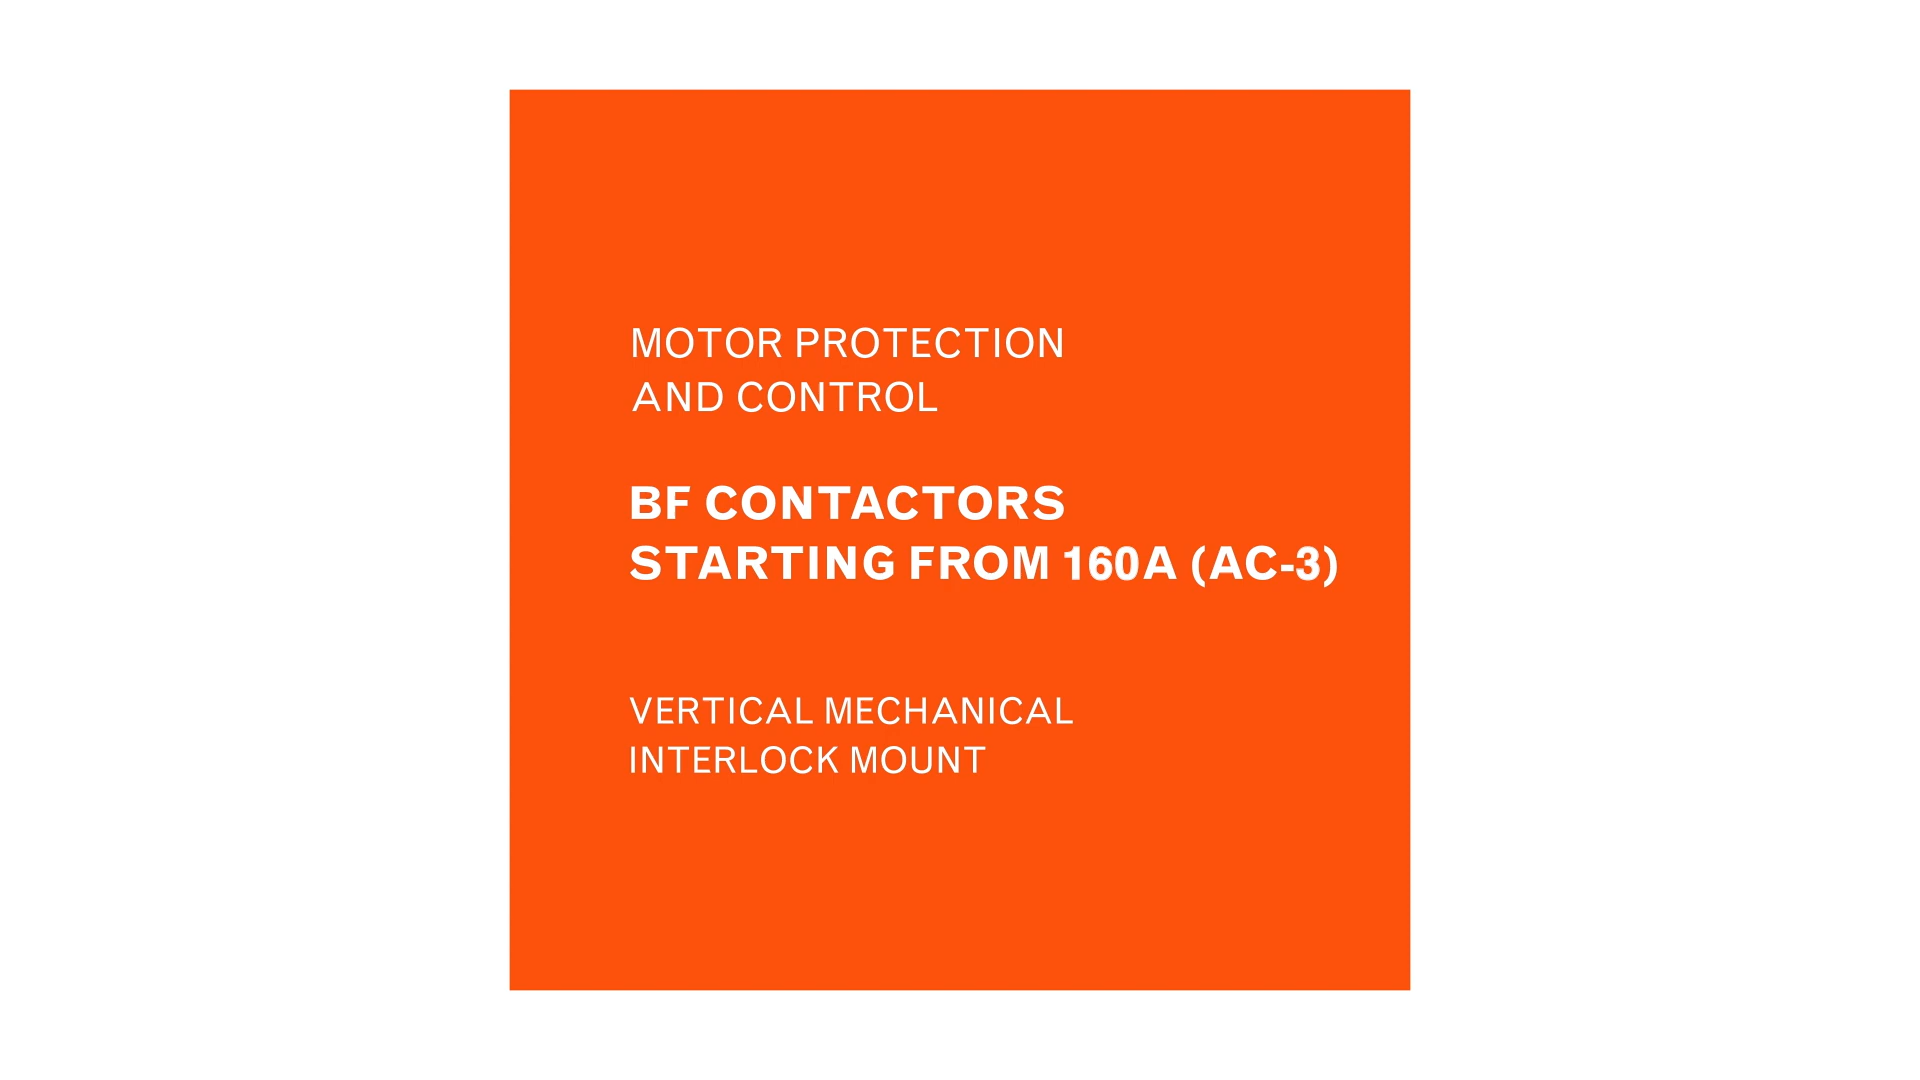 MOTOR PROTECTION
AND CONTROL
BF CONTACTORS
STARTING FROM 160A (AC-3)
VERTICAL MECHANICAL
INTERLOCK MOUNT